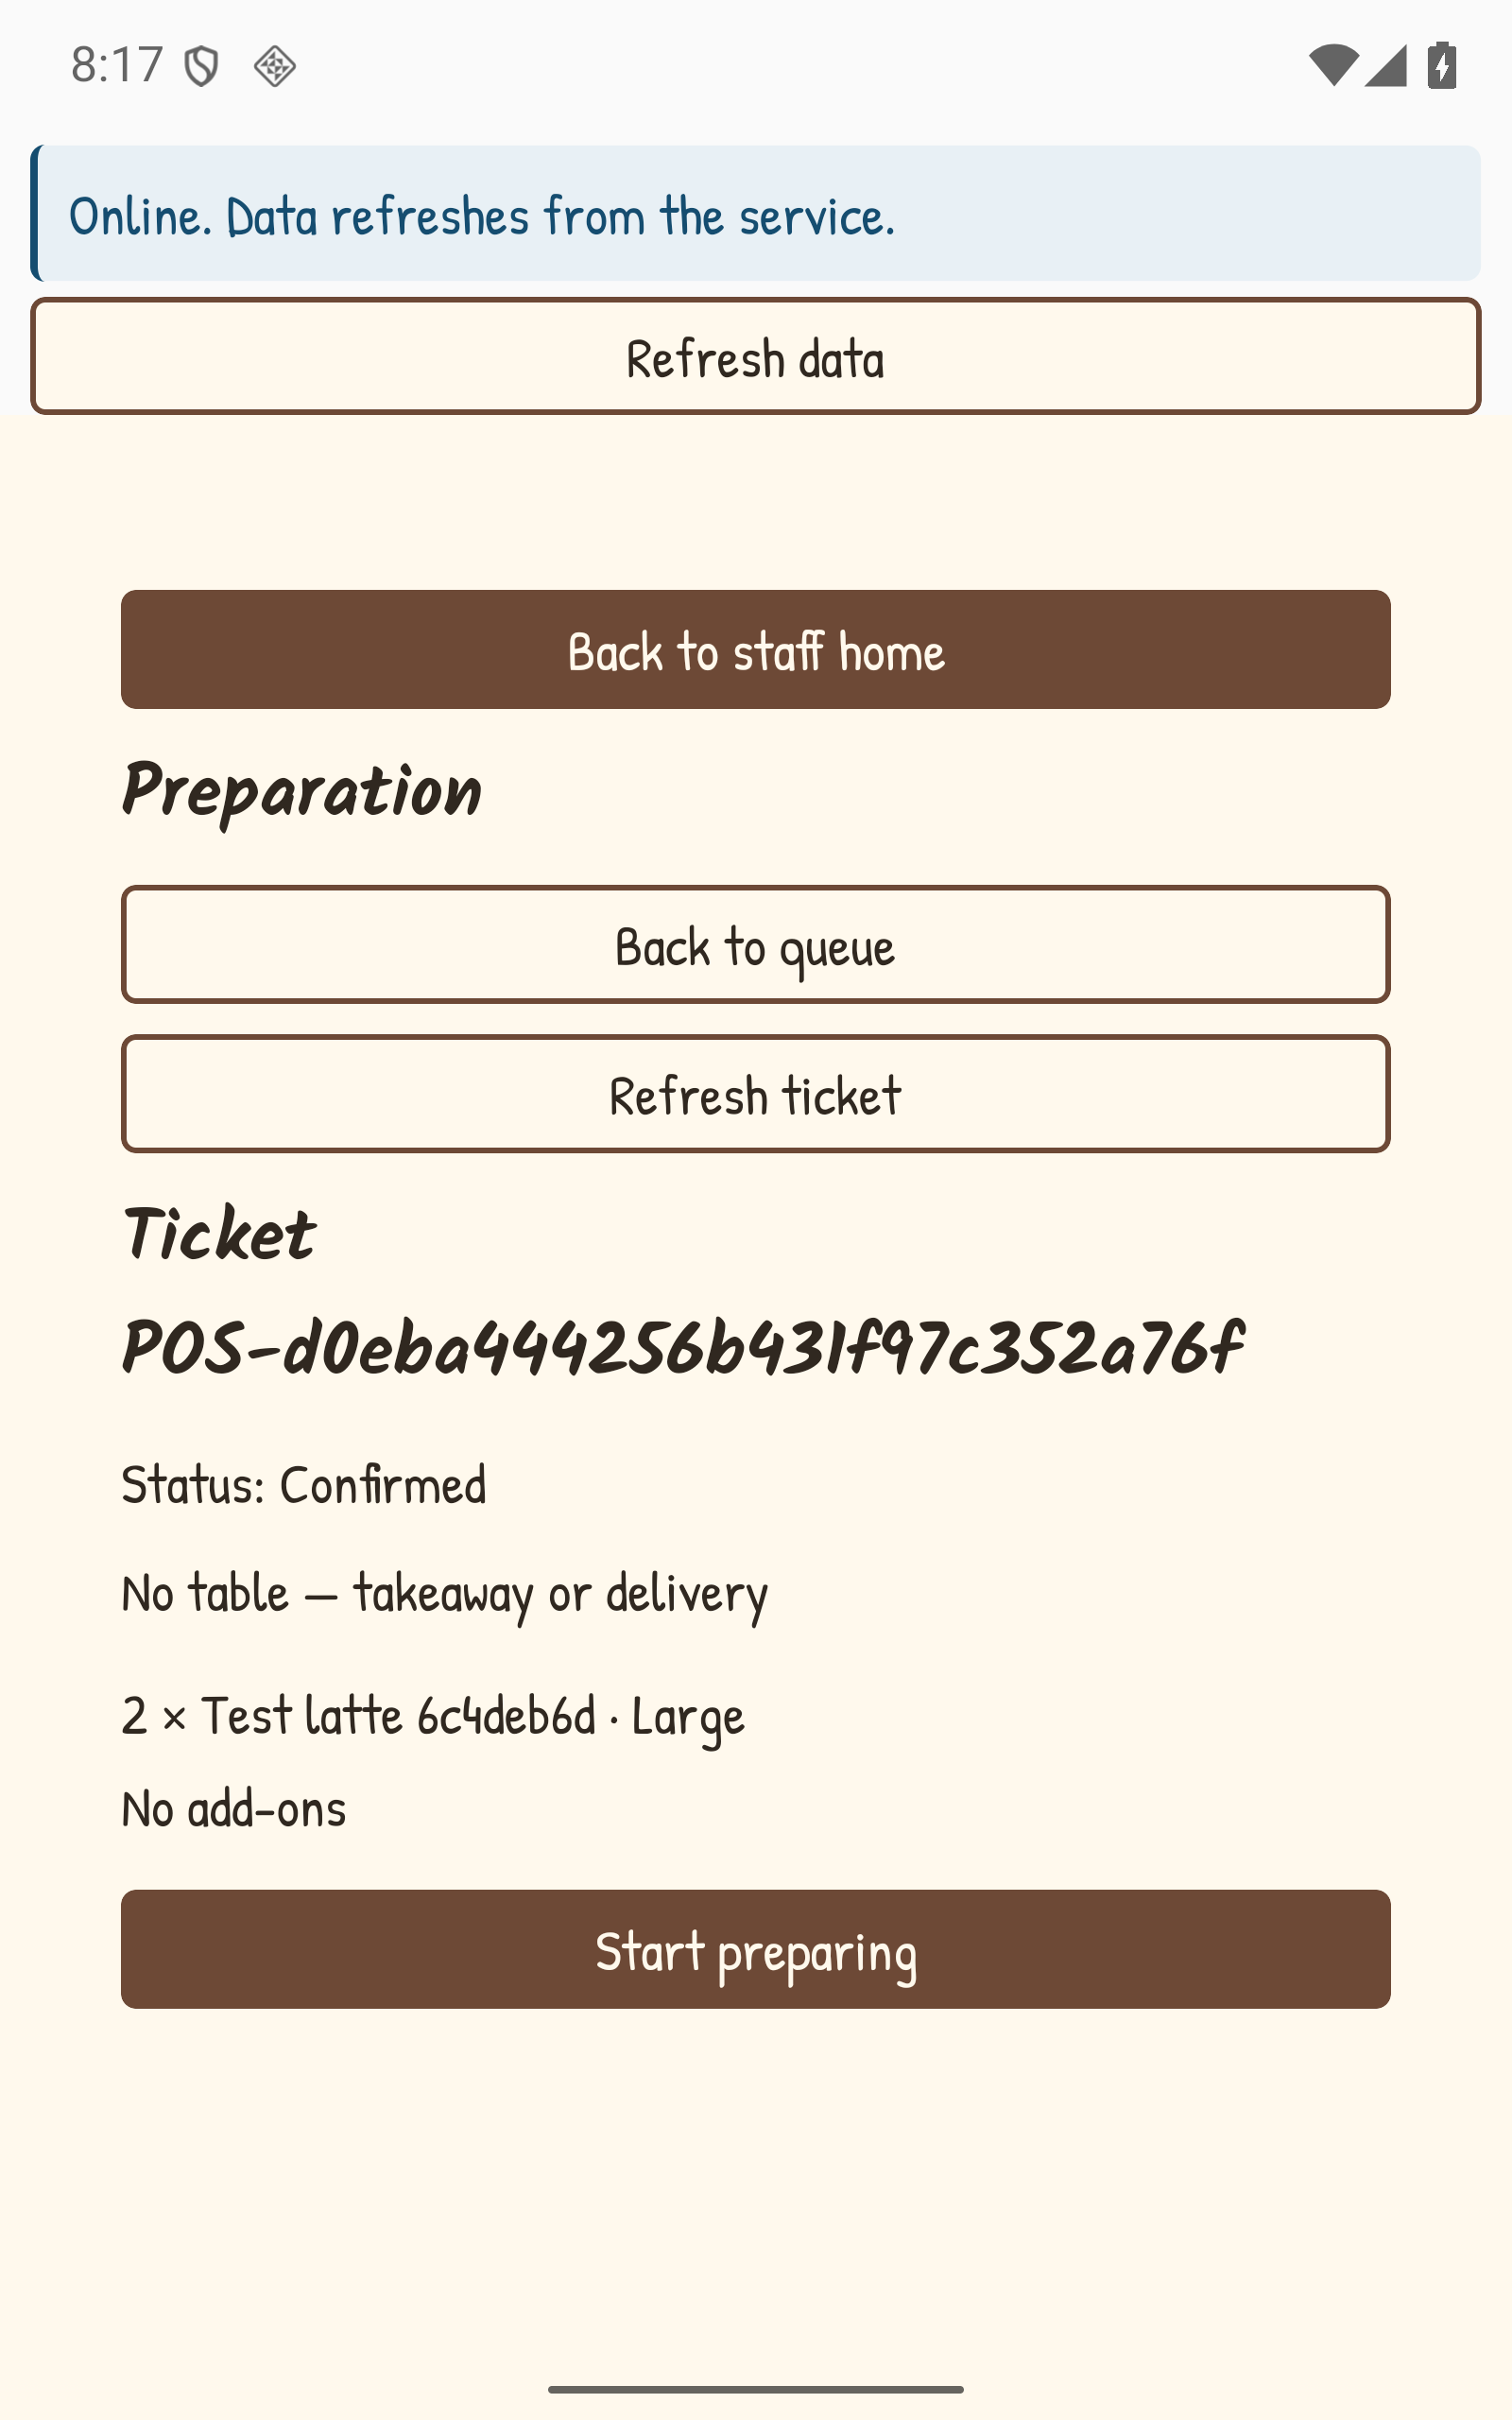 8:17
Online. Data refreshes from the service.
Refresh data
Back to staff home
Preparation
Back to queue
Refresh ticket
Ticket
POS-d0eba444256b431f97c352a76f
Status: Confirmed
No table — takeaway or delivery
2 × Test latte 6c4deb6d · Large
No add-ons
Start preparing